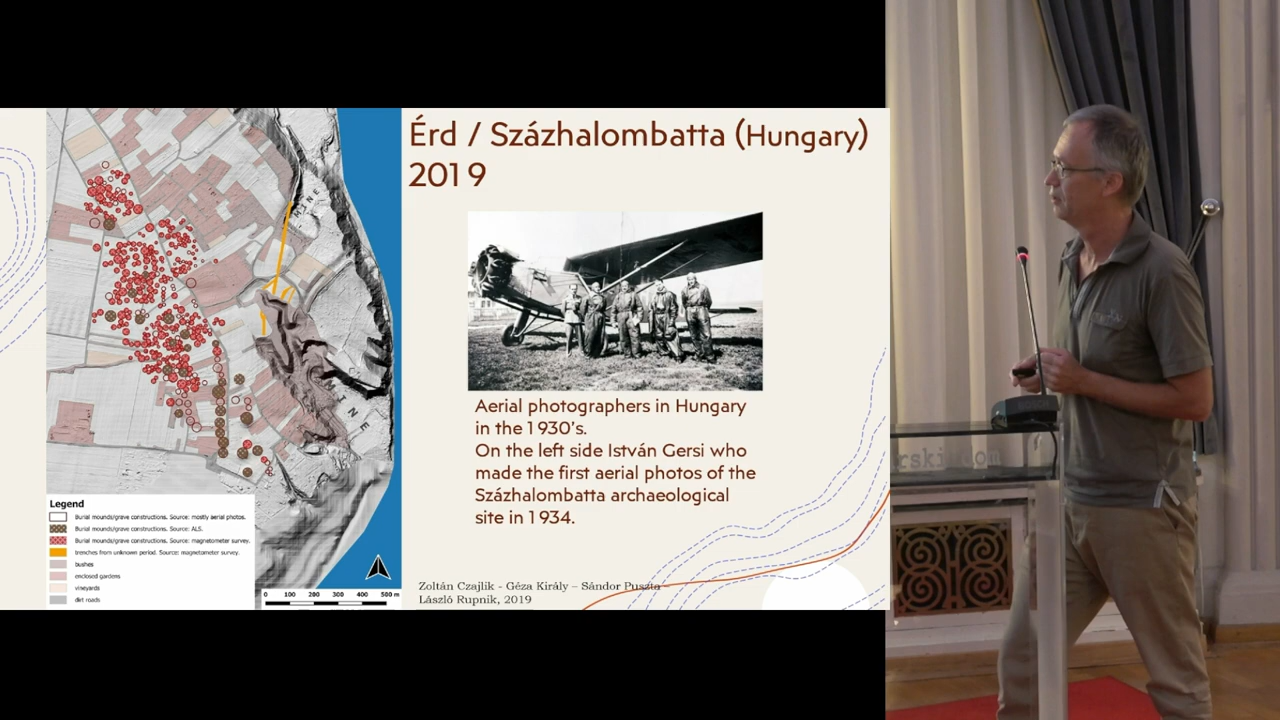 Érd / Százhalombatta (Hungary)
2019
Aerial photographers in Hungary
in the 1930's.
On the left side István Gersi who
made the first aerial photos of the
Százhalombatta archaeological
site in 1934.
Zoltán Czajlik - Géza Király – Sándor Puszta –
László Rupnik, 2019
Legend
Burial mounds/grave constructions. Source: mostly aerial photos.
Burial mounds/grave constructions. Source: ALS.
Burial mounds/grave constructions. Source: magnetometer survey.
trenches from unknown period. Source: magnetometer survey.
bushes
enclosed gardens
vineyards
dirt roads
0 100 200 300 400 500 m